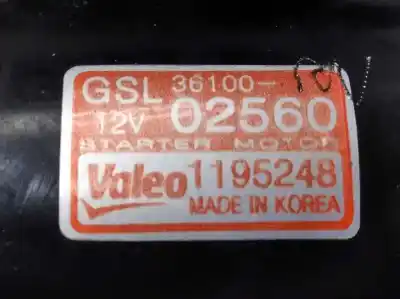 GSL 36100-
12V 02560
STARTER MOTOR
Valeo 1195248
MADE IN KOREA